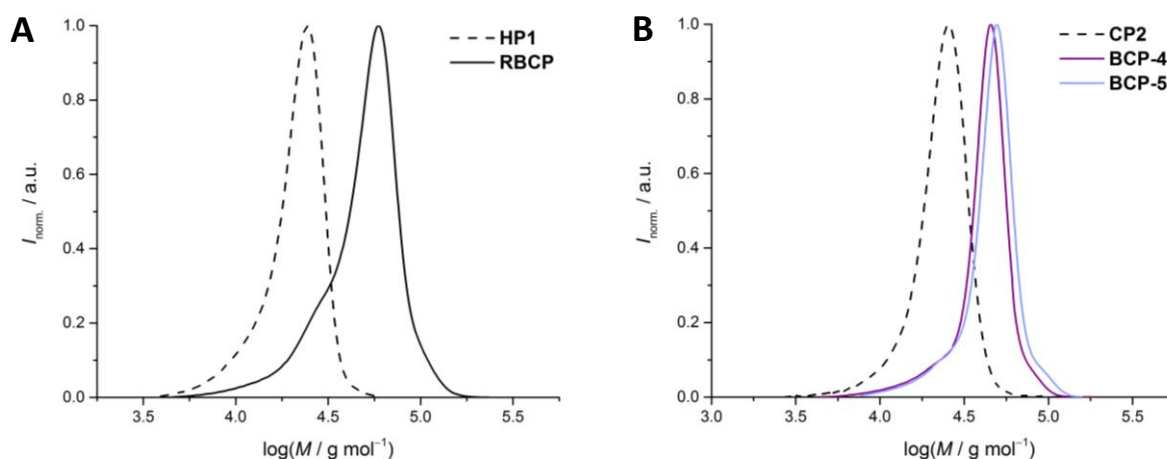 A
HP1
RBCP
1.0
0.8
0.6
0.4
0.2
0.0
I norm. / a.u.
3.5 4.0 4.5 5.0 5.5
log(M / g mol⁻¹)
B
CP2
BCP-4
BCP-5
1.0
0.8
0.6
0.4
0.2
0.0
I norm. / a.u.
3.0 3.5 4.0 4.5 5.0 5.5
log(M / g mol⁻¹)